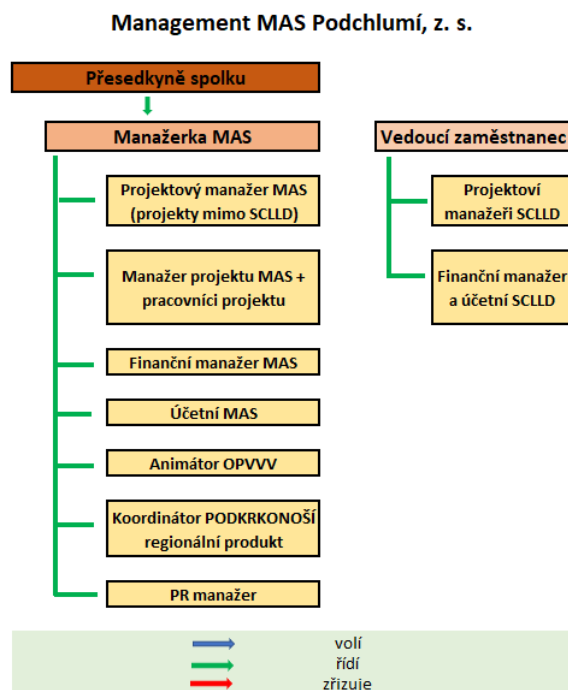 Management MAS Podchlumí, z. s.
Přesedkyně spolku
Manažerka MAS
Projektový manažer MAS
(projekty mimo SCLLD)
Manažer projektu MAS +
pracovníci projektu
Finanční manažer MAS
Účetní MAS
Animátor OPVVV
Koordinátor PODKRKONOŠÍ
regionální produkt
PR manažer
Vedoucí zaměstnanec
Projektoví
manažeři SCLLD
Finanční manažer
a účetní SCLLD
volí
řídí
zřizuje